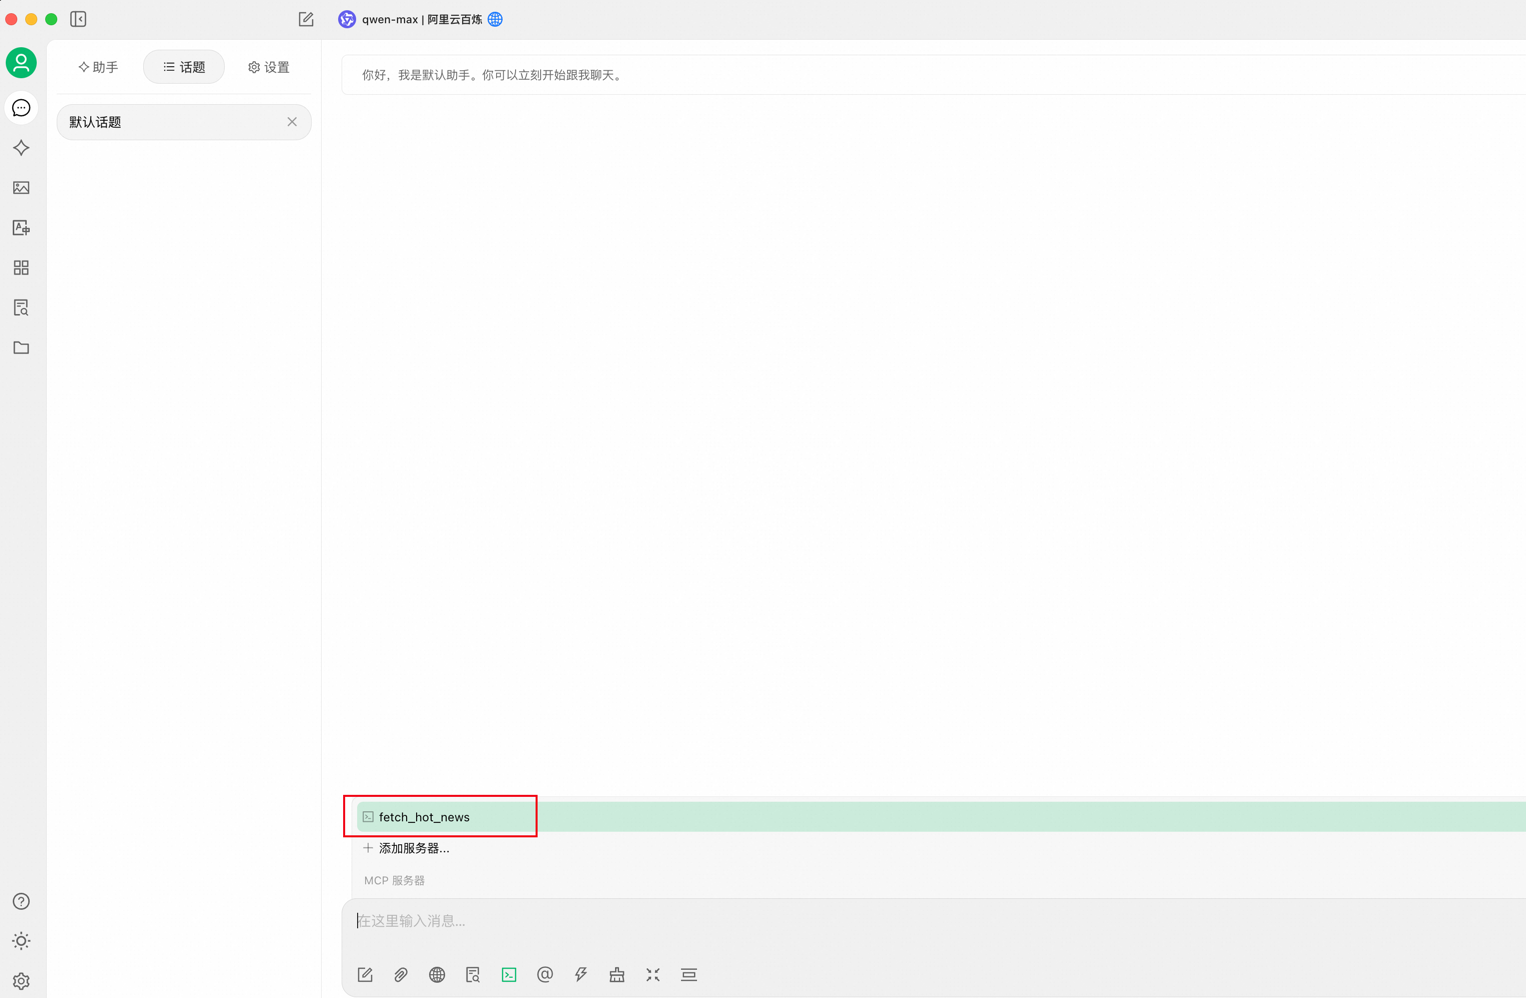 qwen-max | 阿里云百炼
助手
话题
设置
默认话题
你好，我是默认助手。你可以立刻开始跟我聊天。
fetch_hot_news
添加服务器...
MCP 服务器
在这里输入消息...